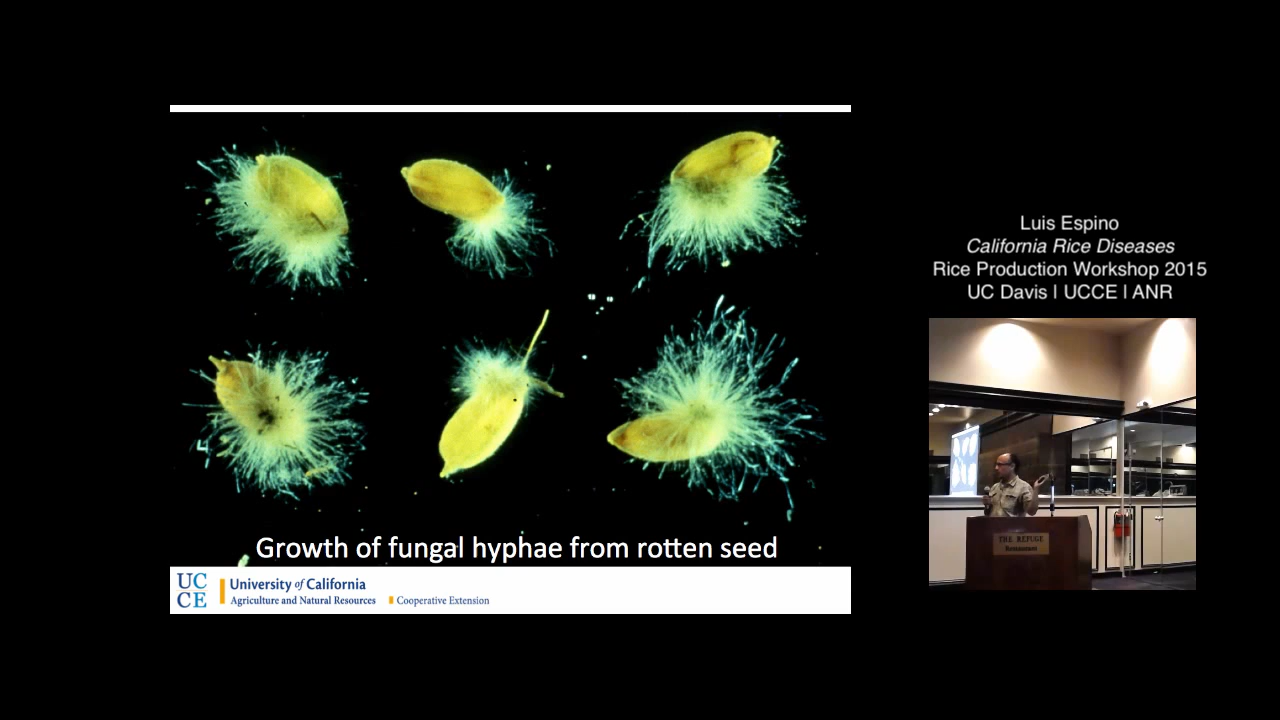 Growth of fungal hyphae from rotten seed
UC
CE
University of California
Agriculture and Natural Resources
Cooperative Extension
Luis Espino
California Rice Diseases
Rice Production Workshop 2015
UC Davis | UCCE | ANR
THE REFUGE
Restaurant